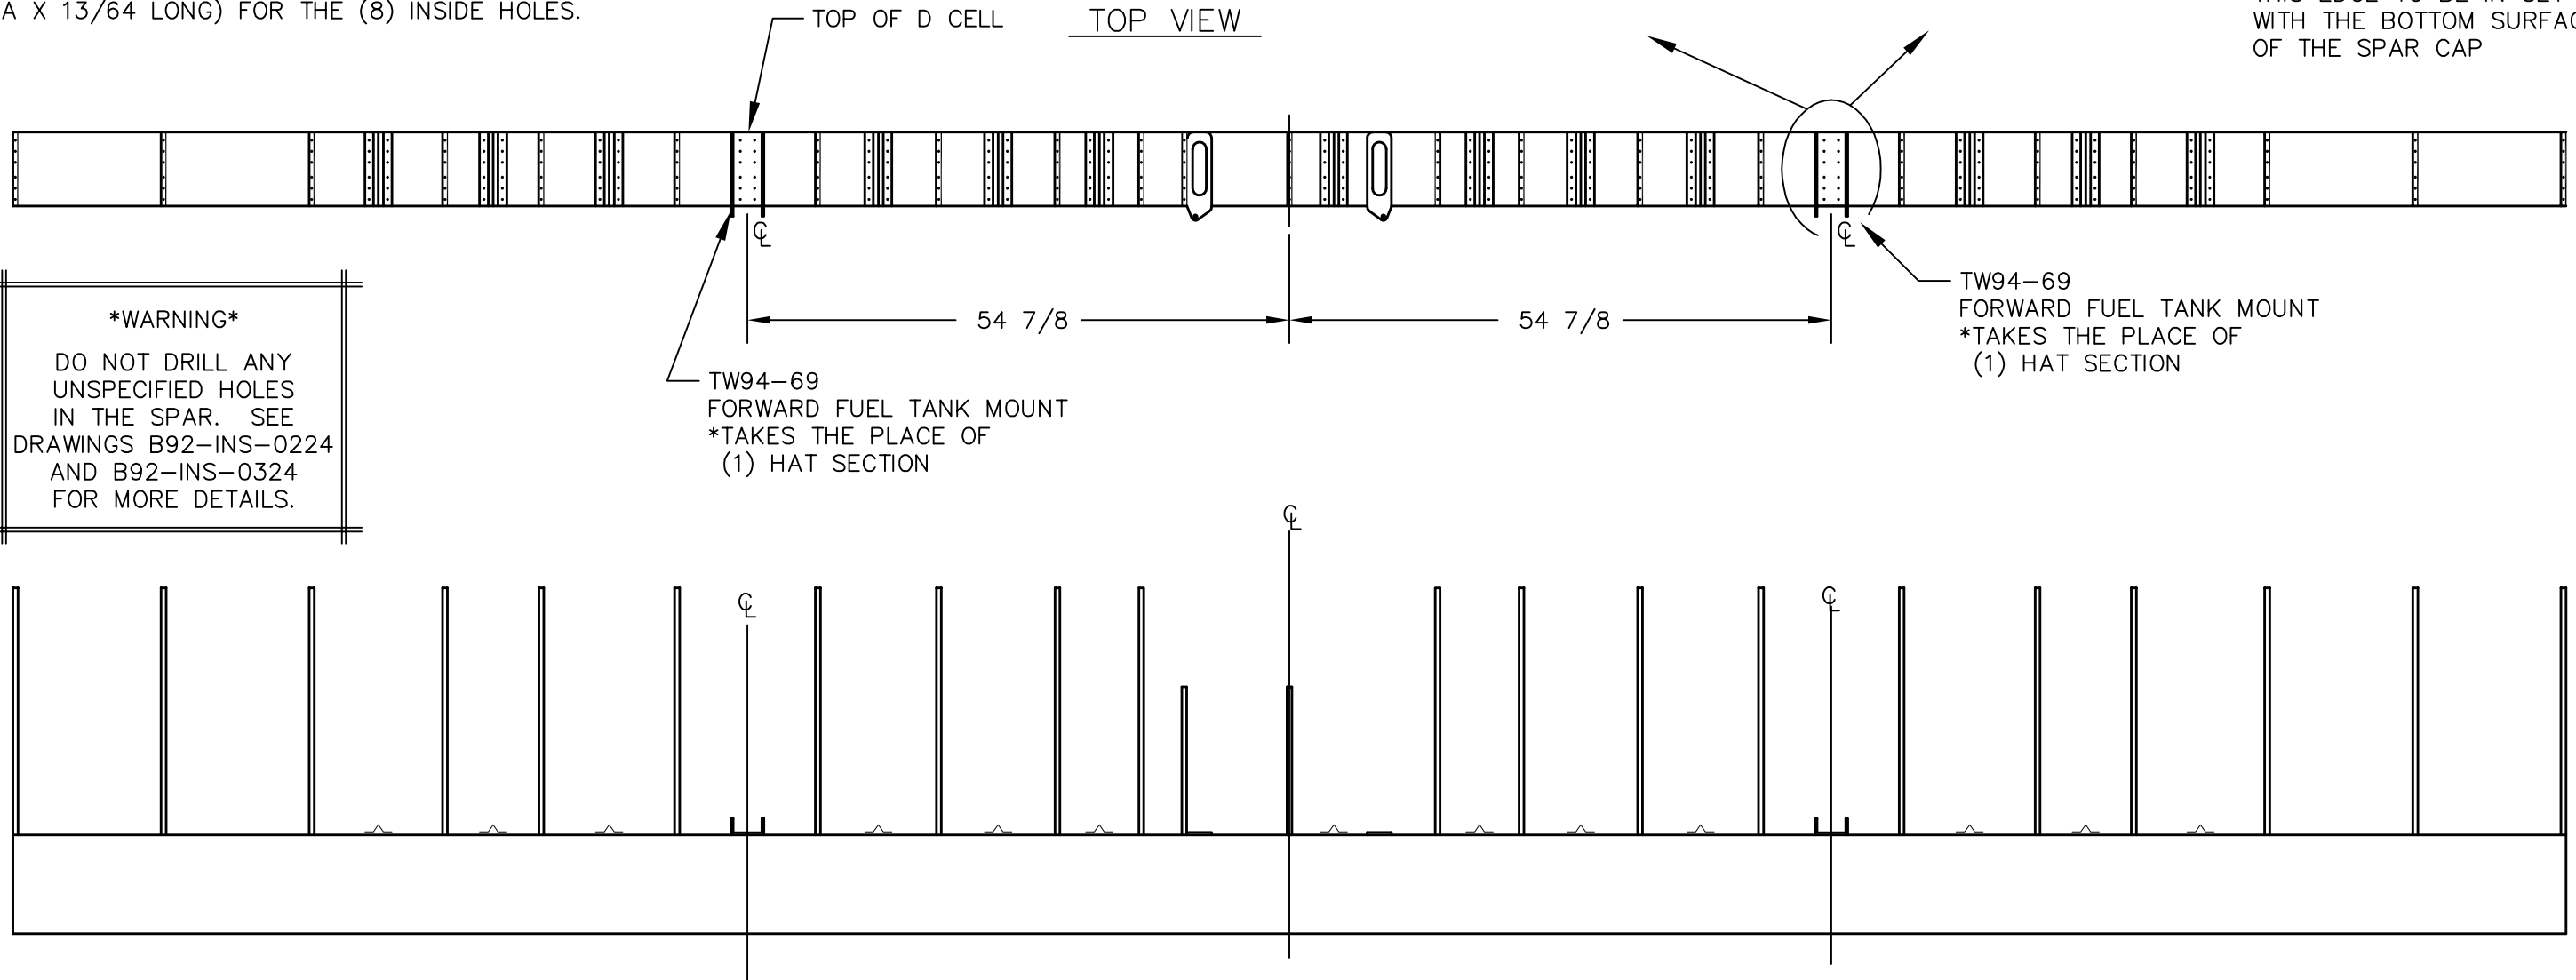 A X 13/64 LONG) FOR THE (8) INSIDE HOLES.
TOP OF D CELL
TOP VIEW
WITH THE BOTTOM
OF THE SPAR CAP
℄
℄
*WARNING*
DO NOT DRILL ANY
UNSPECIFIED HOLES
IN THE SPAR. SEE
DRAWINGS B92-INS-0224
AND B92-INS-0324
FOR MORE DETAILS.
54 7/8
54 7/8
TW94-69
FORWARD FUEL TANK MOUNT
*TAKES THE PLACE OF
(1) HAT SECTION
TW94-69
FORWARD FUEL TANK MOUNT
*TAKES THE PLACE OF
(1) HAT SECTION
℄
℄
℄